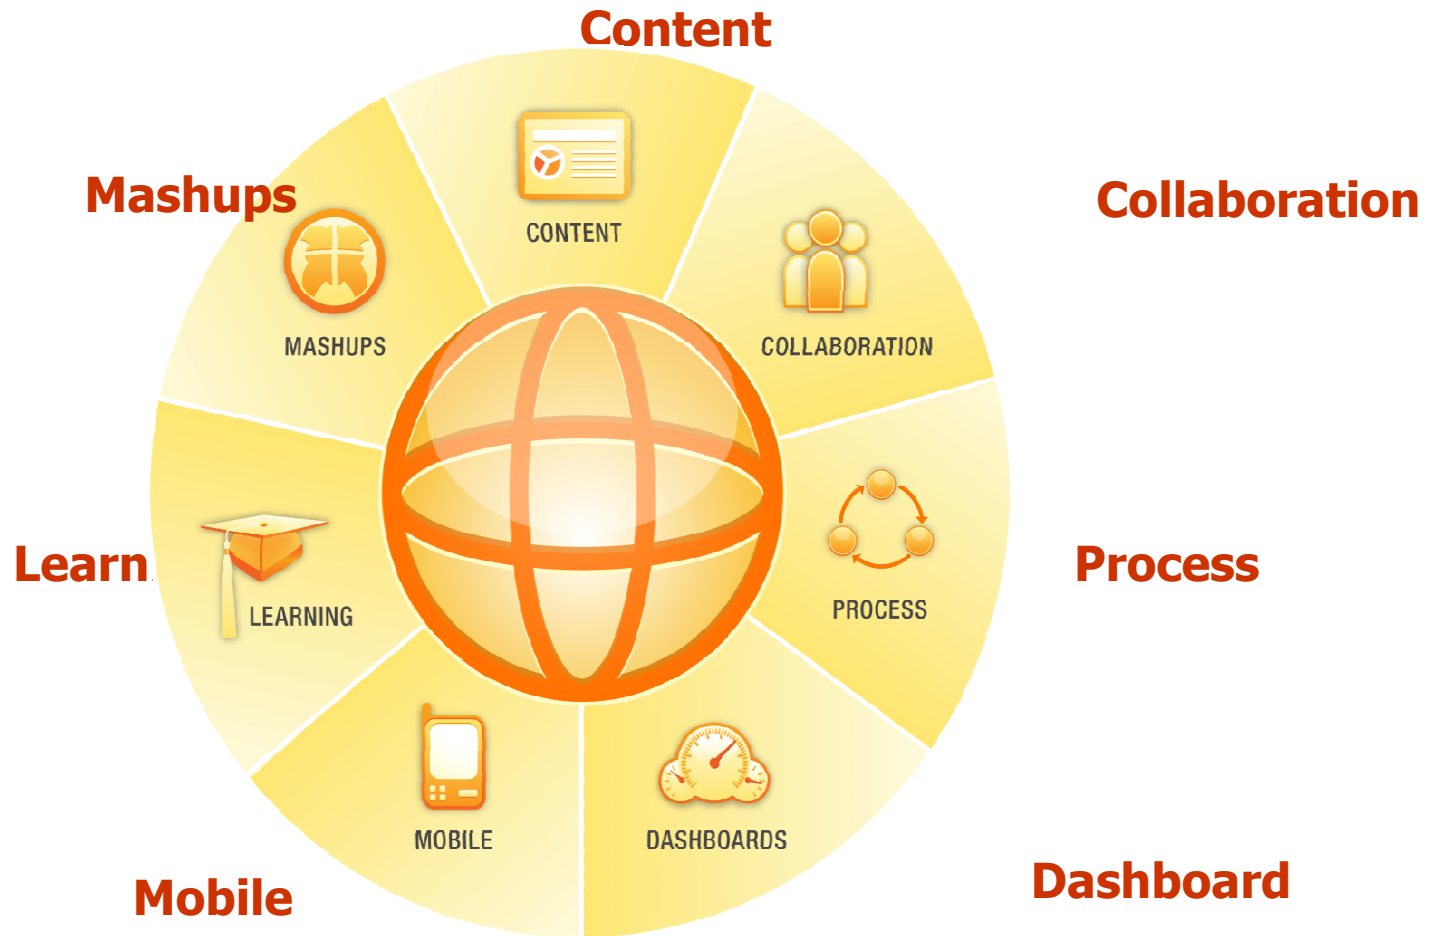 Content
Mashups
Collaboration
CONTENT
MASHUPS
COLLABORATION
Learn
Process
LEARNING
PROCESS
MOBILE
DASHBOARDS
Mobile
Dashboard